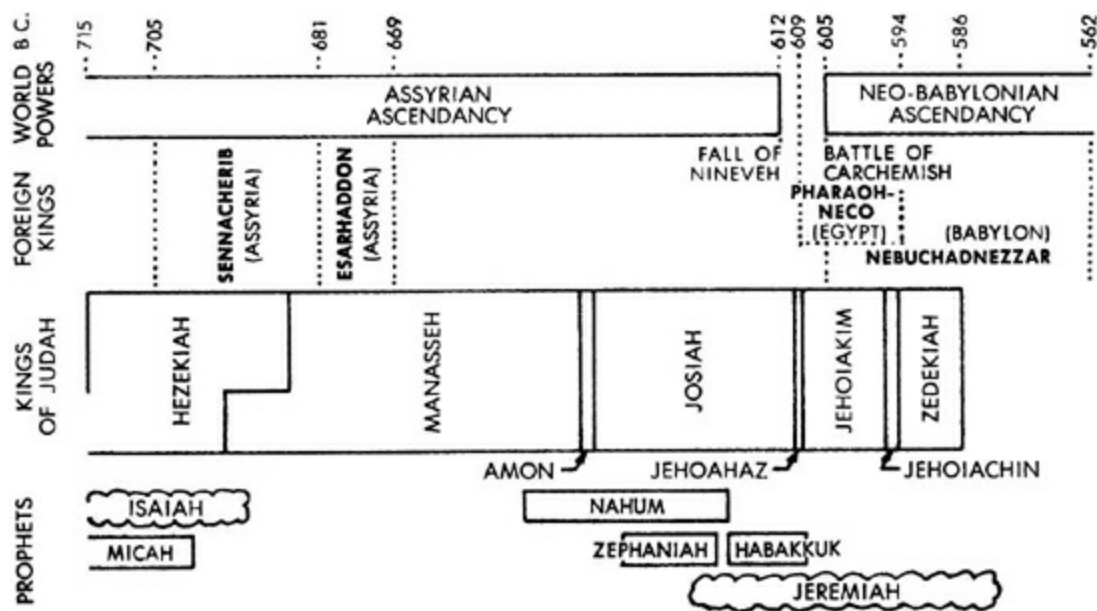 WORLD POWERS B.C.
715
705
681
669
612
609
605
594
586
562
ASSYRIAN
ASCENDANCY
NEO-BABYLONIAN
ASCENDANCY
FALL OF
NINEVEH
BATTLE OF
CARCHEMISH
FOREIGN
KINGS
SENNACHERIB
(ASSYRIA)
ESARHADDON
(ASSYRIA)
PHARAOH-
NECO
(EGYPT)
(BABYLON)
NEBUCHADNEZZAR
KINGS
OF JUDAH
HEZEKIAH
MANASSEH
JOSIAH
JEHOIAKIM
ZEDEKIAH
AMON
JEHOAHAZ
JEHOIACHIN
PROPHETS
ISAIAH
NAHUM
MICAH
ZEPHANIAH
HABAKKUK
JEREMIAH